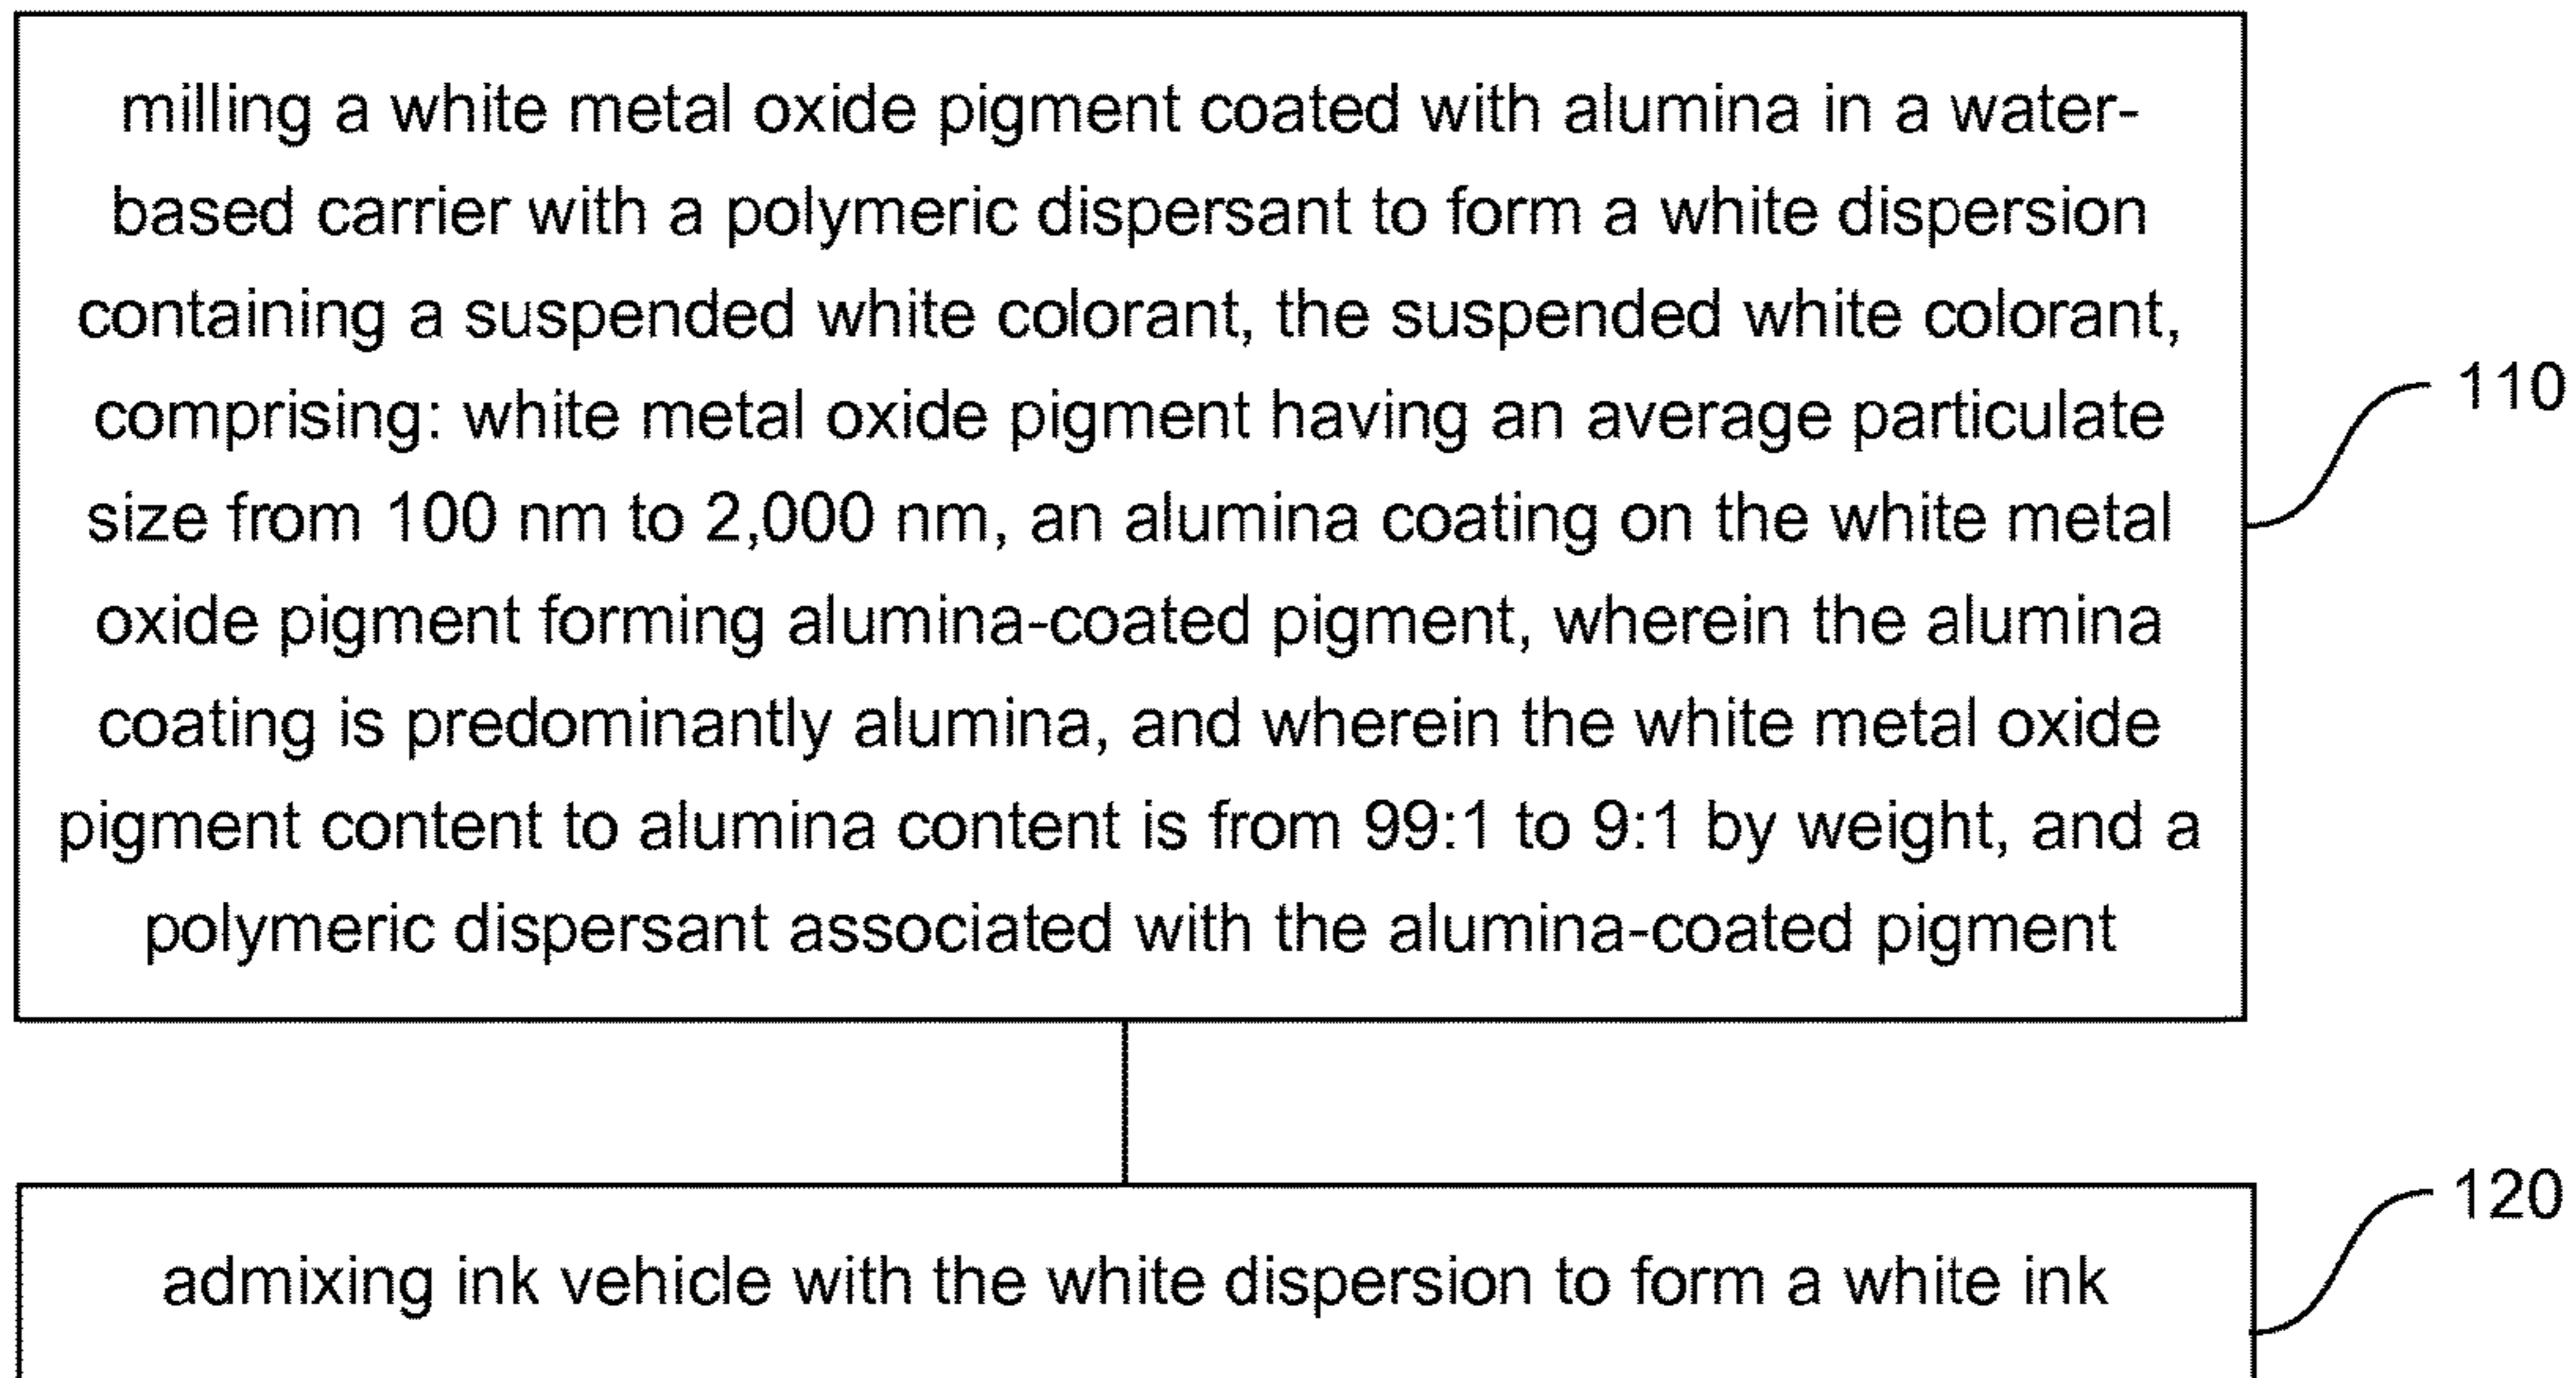 milling a white metal oxide pigment coated with alumina in a water-
based carrier with a polymeric dispersant to form a white dispersion
containing a suspended white colorant, the suspended white colorant,
comprising: white metal oxide pigment having an average particulate
size from 100 nm to 2,000 nm, an alumina coating on the white metal
oxide pigment forming alumina-coated pigment, wherein the alumina
coating is predominantly alumina, and wherein the white metal oxide
pigment content to alumina content is from 99:1 to 9:1 by weight, and a
polymeric dispersant associated with the alumina-coated pigment
110
admixing ink vehicle with the white dispersion to form a white ink
120